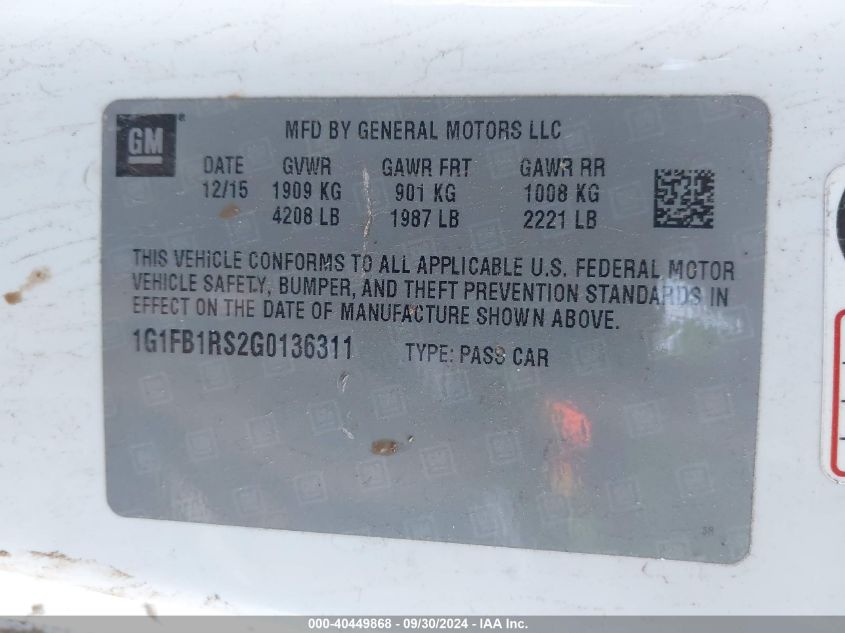 GM®
MFD BY GENERAL MOTORS LLC
DATE GVWR GAWR FRT GAWR RR
12/15 1909 KG 901 KG 1008 KG
4208 LB 1987 LB 2221 LB
THIS VEHICLE CONFORMS TO ALL APPLICABLE U.S. FEDERAL MOTOR
VEHICLE SAFETY, BUMPER, AND THEFT PREVENTION STANDARDS IN
EFFECT ON THE DATE OF MANUFACTURE SHOWN ABOVE.
1G1FB1RS2G0136311 TYPE: PASS CAR
38
000-40449868 - 09/30/2024 - IAA Inc.